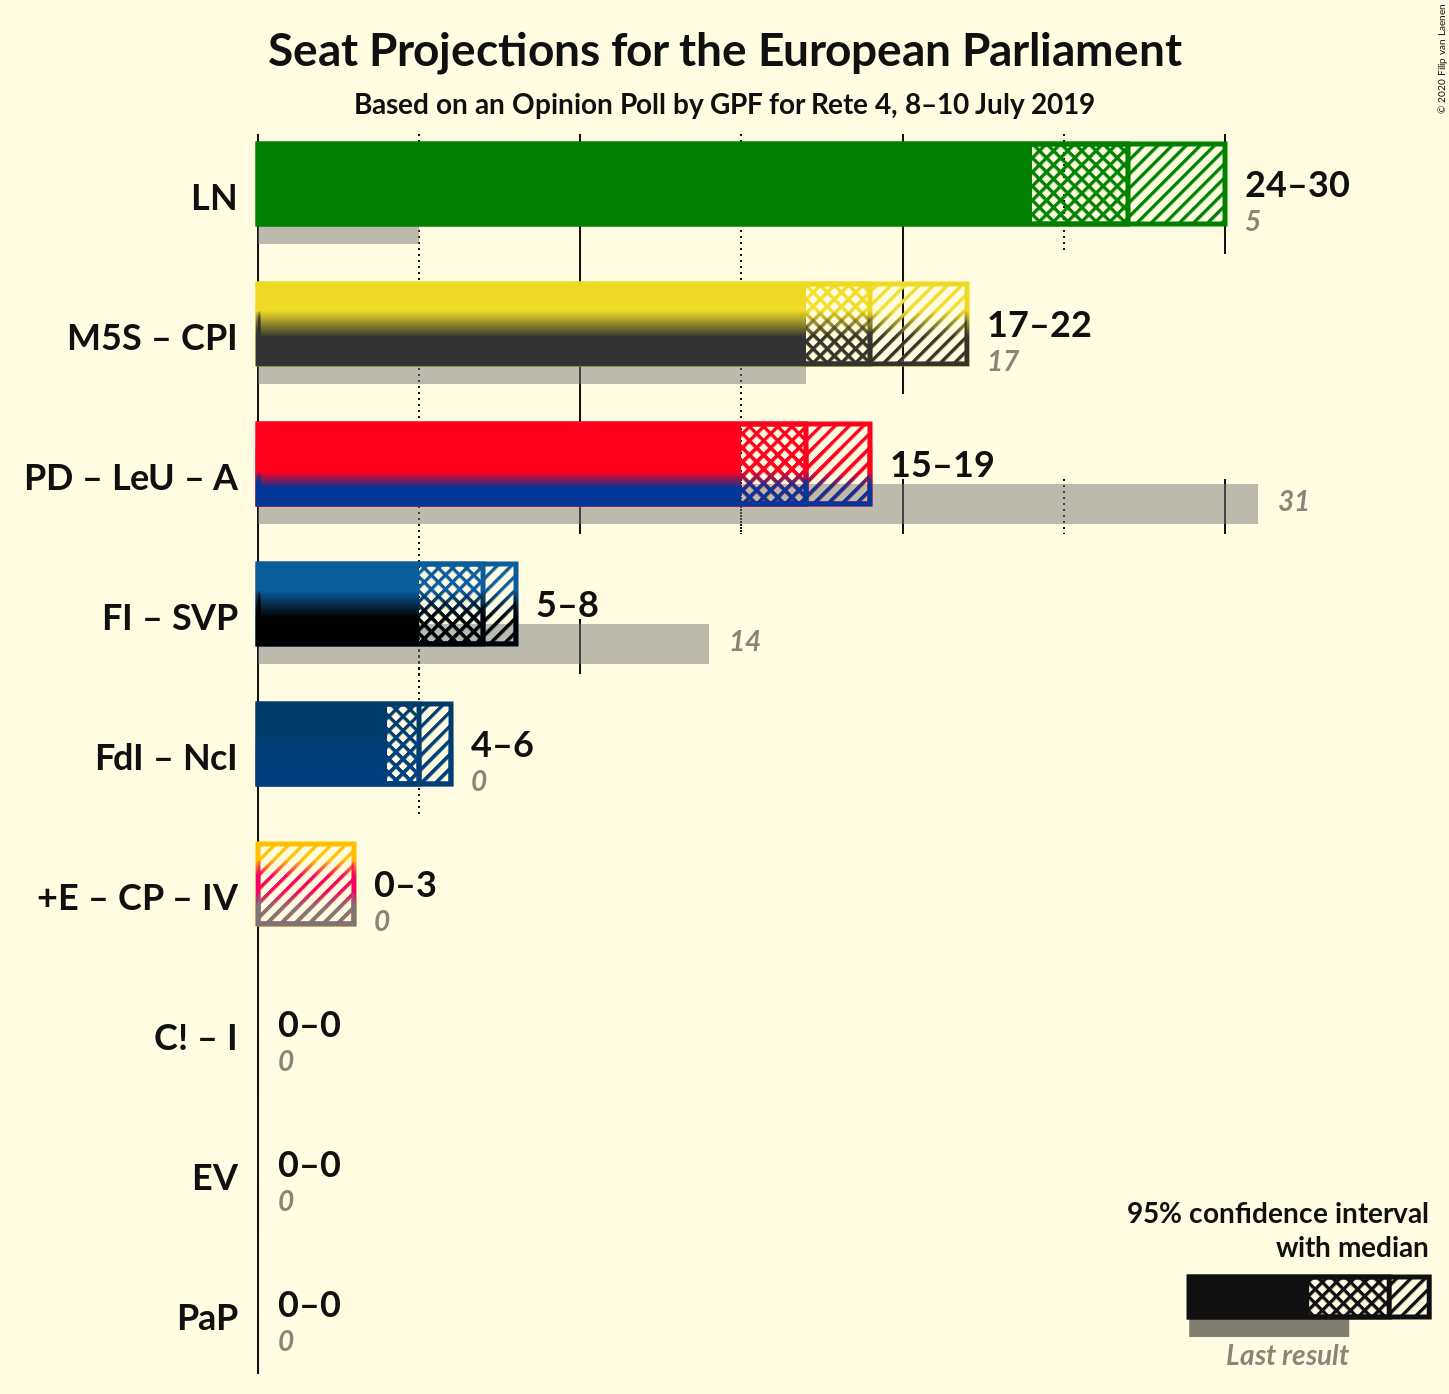 Seat Projections for the European Parliament
Based on an Opinion Poll by GPF for Rete 4, 8–10 July 2019
© 2020 Filip van Laenen
LN
24–30
5
M5S – CPI
17–22
17
PD – LeU – A
15–19
31
FI – SVP
5–8
14
FdI – NcI
4–6
0
+E – CP – IV
0–3
0
C! – I
0–0
0
EV
0–0
0
PaP
0–0
0
95% confidence interval
with median
Last result